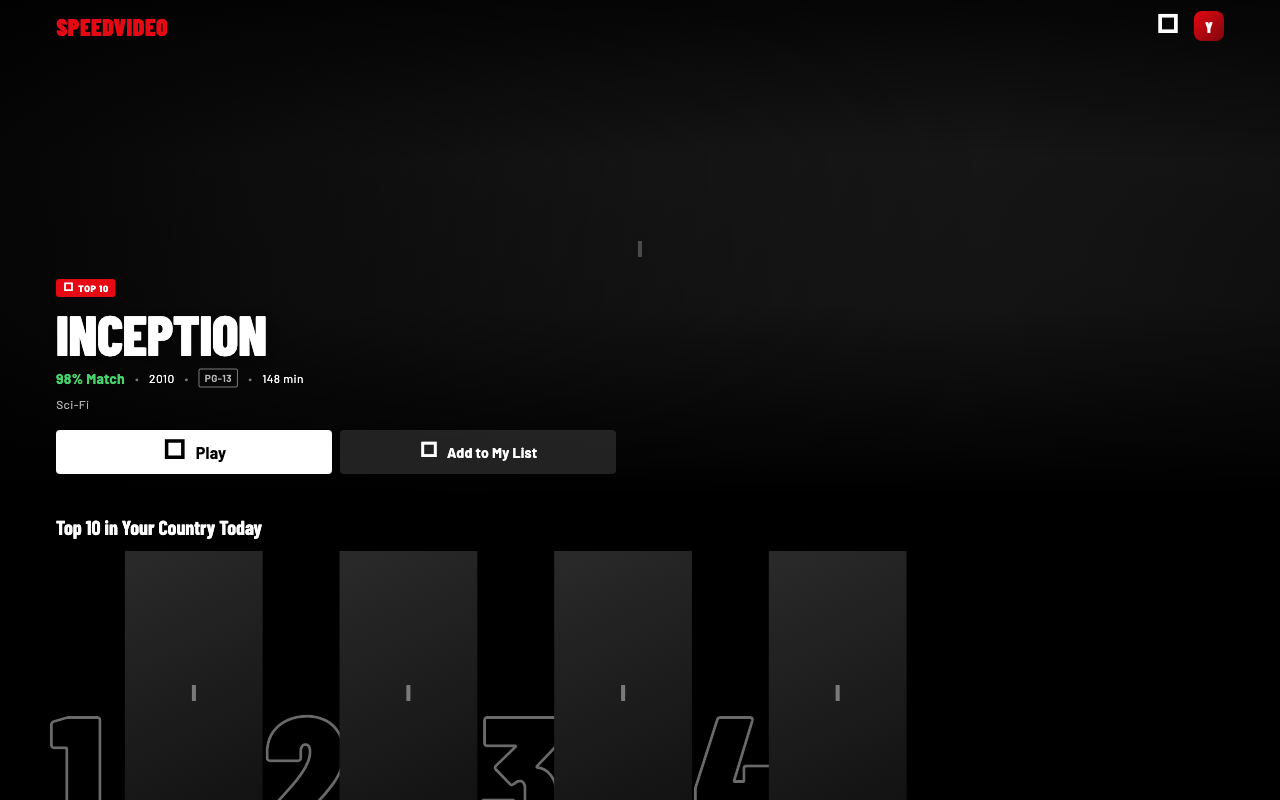 SPEEDVIDEO
Y
TOP 10
INCEPTION
98% Match • 2010 • PG-13 • 148 min
Sci-Fi
Play
Add to My List
Top 10 in Your Country Today
1
2
3
4